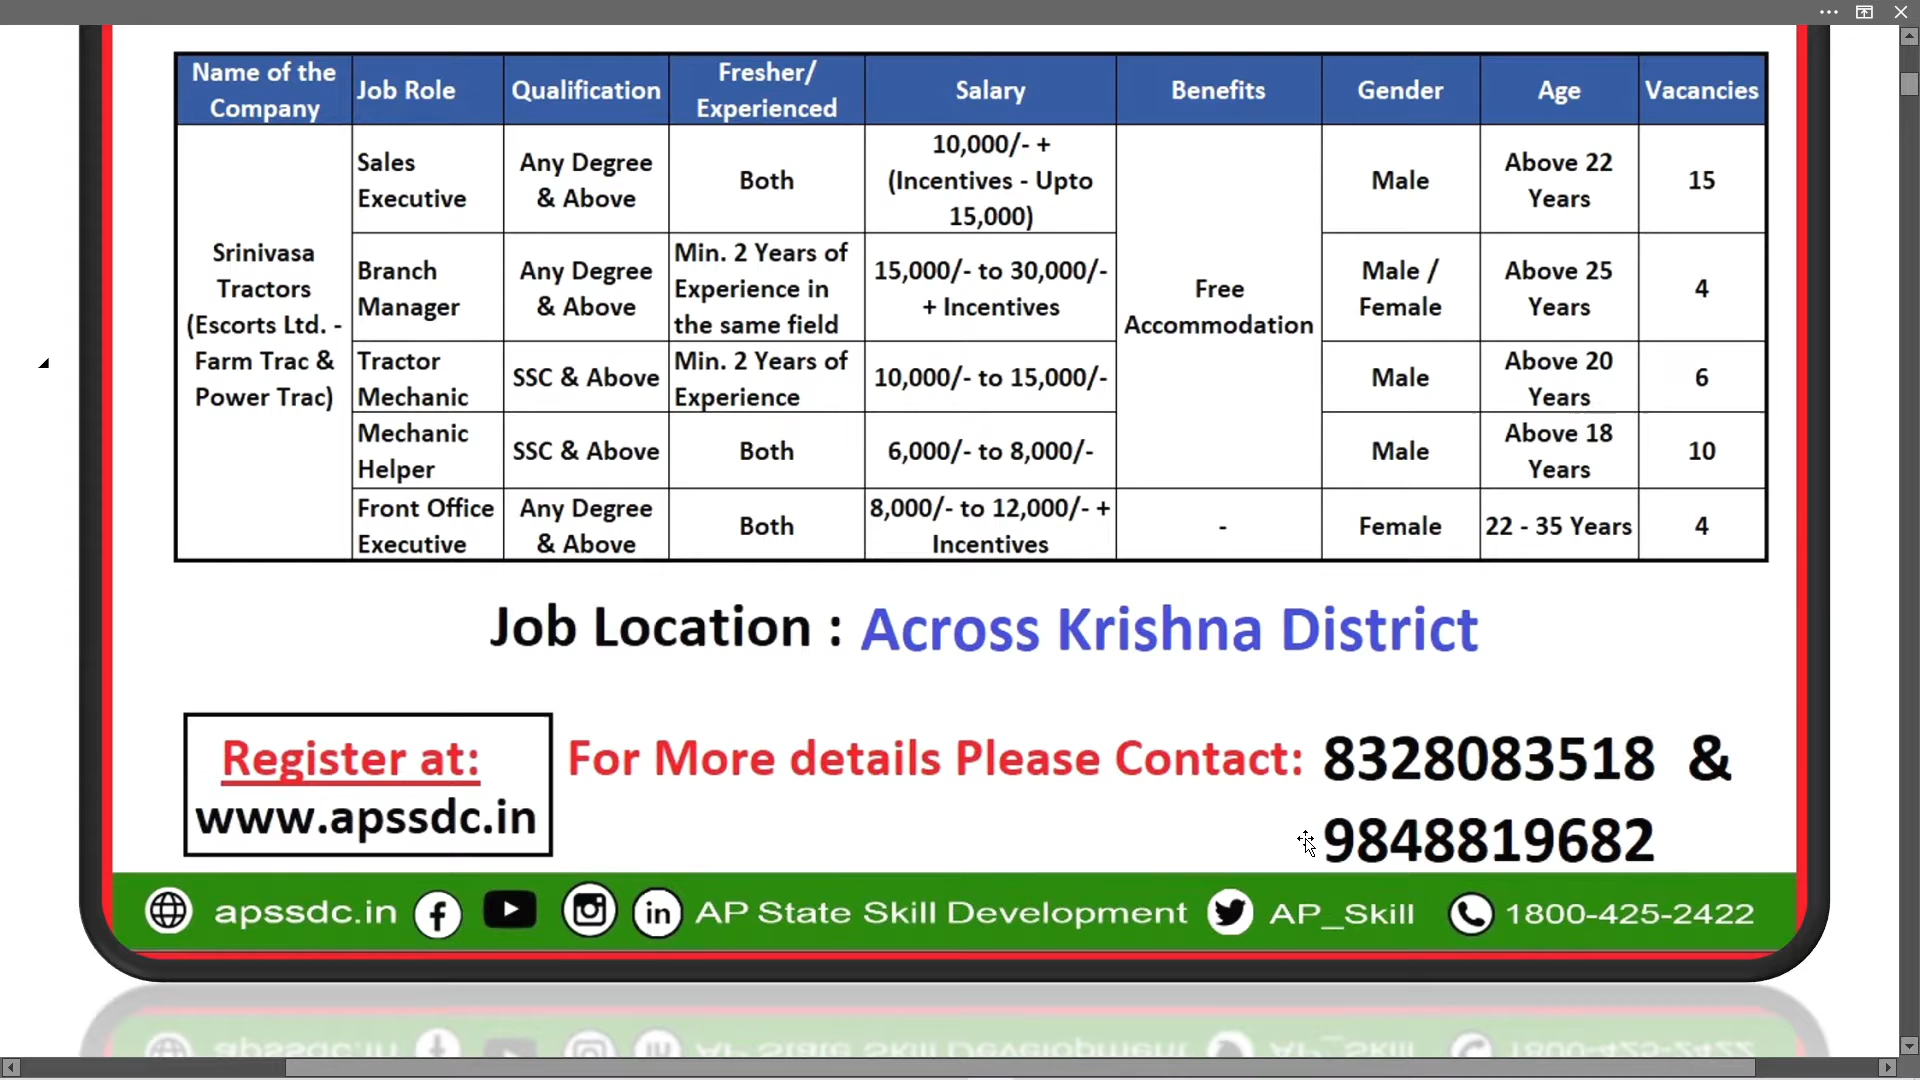 Name of the Company
Job Role
Qualification
Fresher/ Experienced
Salary
Benefits
Gender
Age
Vacancies
Srinivasa
Tractors
(Escorts Ltd. -
Farm Trac &
Power Trac)
Sales
Executive
Any Degree
& Above
Both
10,000/- +
(Incentives - Upto
15,000)
Free
Accommodation
Male
Above 22
Years
15
Branch
Manager
Any Degree
& Above
Min. 2 Years of
Experience in
the same field
15,000/- to 30,000/-
+ Incentives
Male /
Female
Above 25
Years
4
Tractor
Mechanic
SSC & Above
Min. 2 Years of
Experience
10,000/- to 15,000/-
Male
Above 20
Years
6
Mechanic
Helper
SSC & Above
Both
6,000/- to 8,000/-
Male
Above 18
Years
10
Front Office
Executive
Any Degree
& Above
Both
8,000/- to 12,000/- +
Incentives
-
Female
22 - 35 Years
4
Job Location : Across Krishna District
Register at:
www.apssdc.in
For More details Please Contact: 8328083518 &
9848819682
apssdc.in
AP State Skill Development
AP_Skill
1800-425-2422